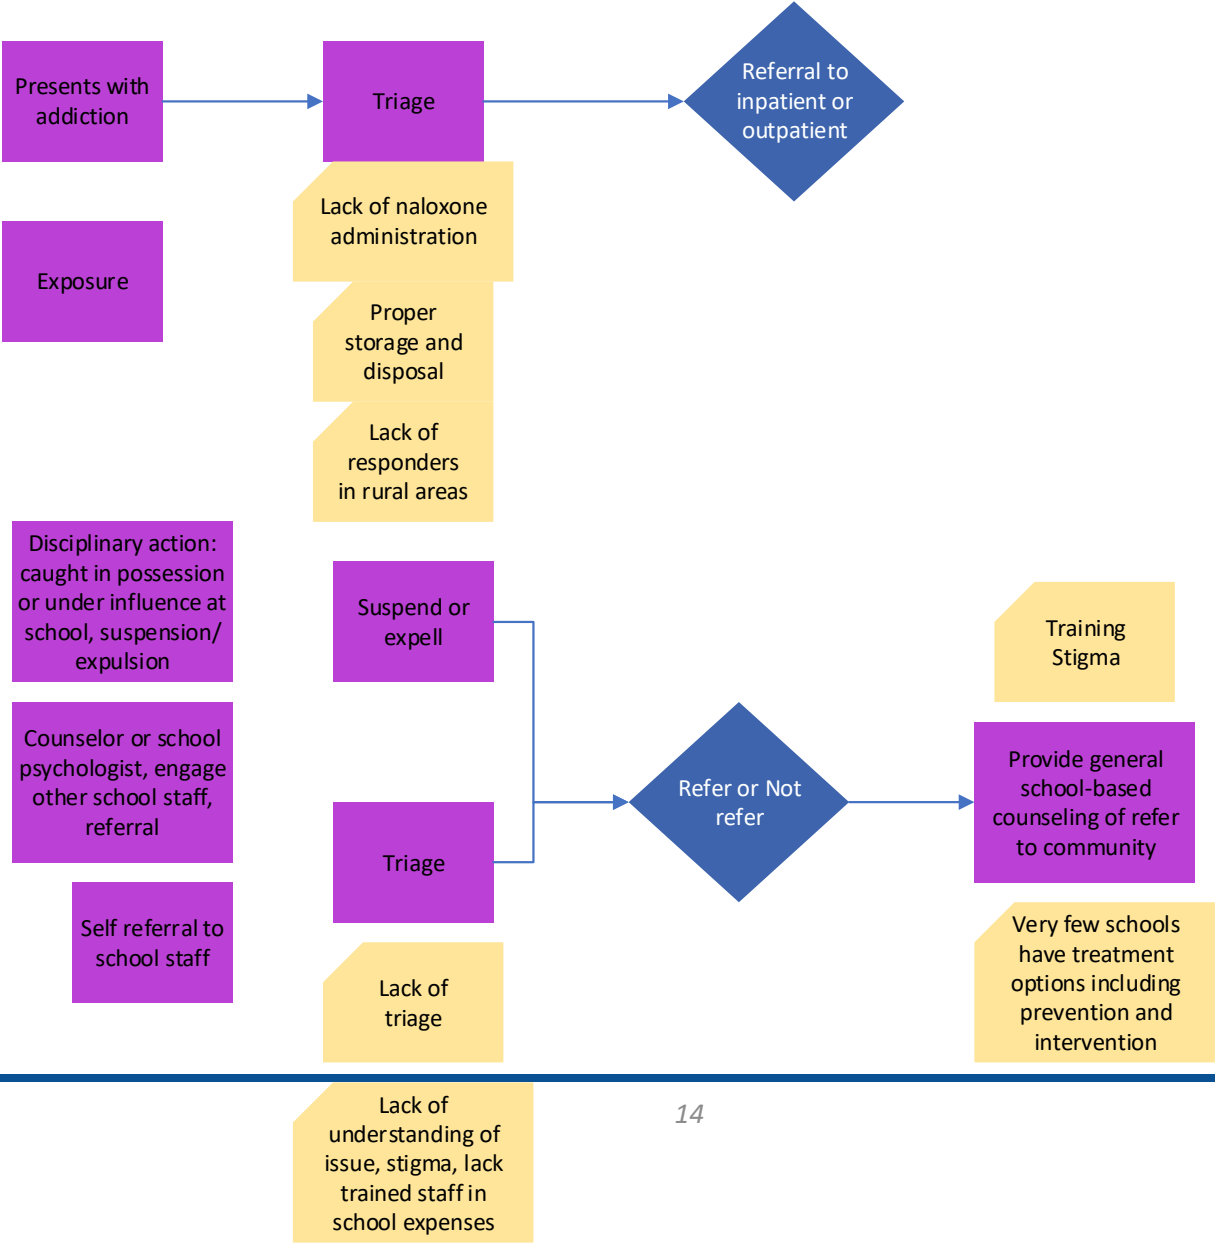 Presents with
addiction
Triage
Referral to
inpatient or
outpatient
Lack of naloxone
administration
Exposure
Proper
storage and
disposal
Lack of
responders
in rural areas
Disciplinary action:
caught in possession
or under influence at
school, suspension/
expulsion
Suspend or
expell
Training
Stigma
Counselor or school
psychologist, engage
other school staff,
referral
Refer or Not
refer
Provide general
school-based
counseling of refer
to community
Triage
Self referral to
school staff
Very few schools
have treatment
options including
prevention and
intervention
Lack of
triage
Lack of
understanding of
issue, stigma, lack
trained staff in
school expenses
14